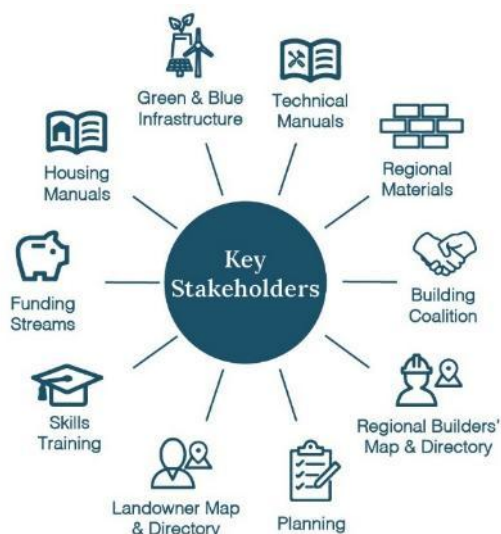 Green & Blue
Infrastructure
Technical
Manuals
Housing
Manuals
Regional
Materials
Key
Stakeholders
Funding
Streams
Building
Coalition
Skills
Training
Regional Builders'
Map & Directory
Landowner Map
& Directory
Planning